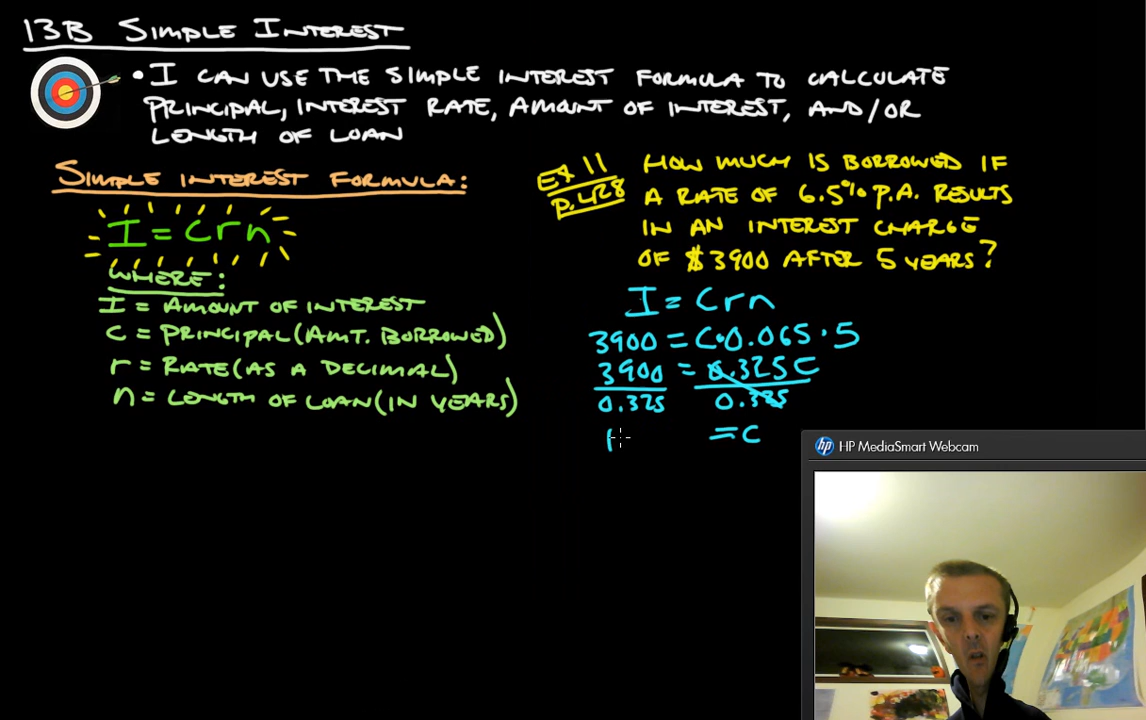 13B SIMPLE INTEREST
• I CAN USE THE SIMPLE INTEREST FORMULA TO CALCULATE
PRINCIPAL, INTEREST RATE, AMOUNT OF INTEREST, AND/OR
LENGTH OF LOAN
SIMPLE INTEREST FORMULA:
I = Crn
WHERE:
I = AMOUNT OF INTEREST
C = PRINCIPAL (AMT. BORROWED)
r = RATE (AS A DECIMAL)
n = LENGTH OF LOAN (IN YEARS)
EX 11
P.428
HOW MUCH IS BORROWED IF
A RATE OF 6.5% P.A. RESULTS
IN AN INTEREST CHARGE
OF $3900 AFTER 5 YEARS?
I = Crn
3900 = C·0.065·5
3900 = 0.325C
0.325 0.325
1 = C
HP MediaSmart Webcam